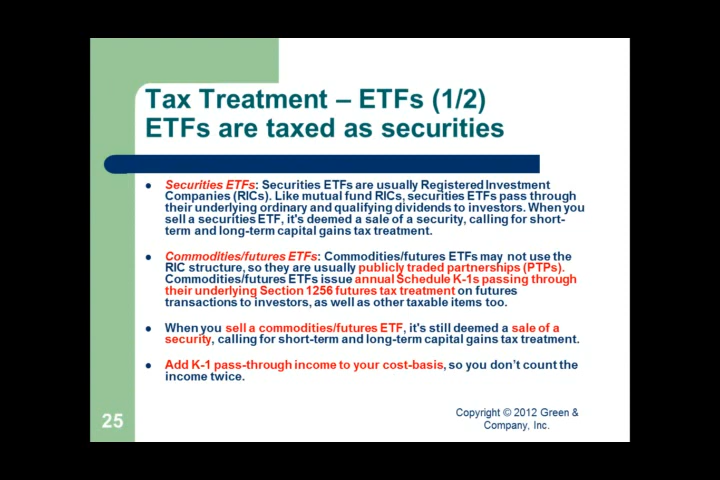 Tax Treatment – ETFs (1/2)
ETFs are taxed as securities
Securities ETFs: Securities ETFs are usually Registered Investment
Companies (RICs). Like mutual fund RICs, securities ETFs pass through
their underlying ordinary and qualifying dividends to investors. When you
sell a securities ETF, it's deemed a sale of a security, calling for short-
term and long-term capital gains tax treatment.
Commodities/futures ETFs: Commodities/futures ETFs may not use the
RIC structure, so they are usually publicly traded partnerships (PTPs).
Commodities/futures ETFs issue annual Schedule K-1s passing through
their underlying Section 1256 futures tax treatment on futures
transactions to investors, as well as other taxable items too.
When you sell a commodities/futures ETF, it's still deemed a sale of a
security, calling for short-term and long-term capital gains tax treatment.
Add K-1 pass-through income to your cost-basis, so you don't count the
income twice.
25
Copyright © 2012 Green &
Company, Inc.